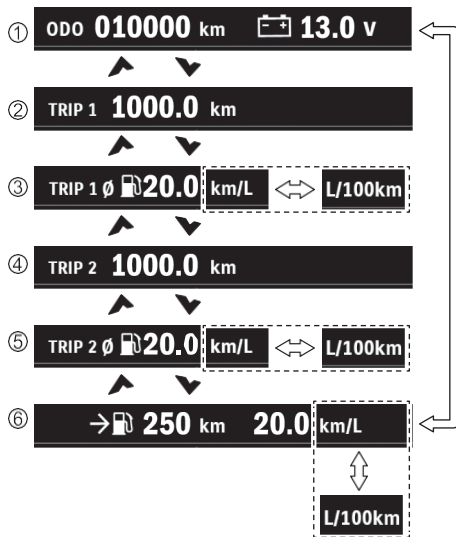 ① ODO 010000 km 13.0 V
② TRIP 1 1000.0 km
③ TRIP 1 Ø 20.0 km/L L/100km
④ TRIP 2 1000.0 km
⑤ TRIP 2 Ø 20.0 km/L L/100km
⑥ 250 km 20.0 km/L
L/100km